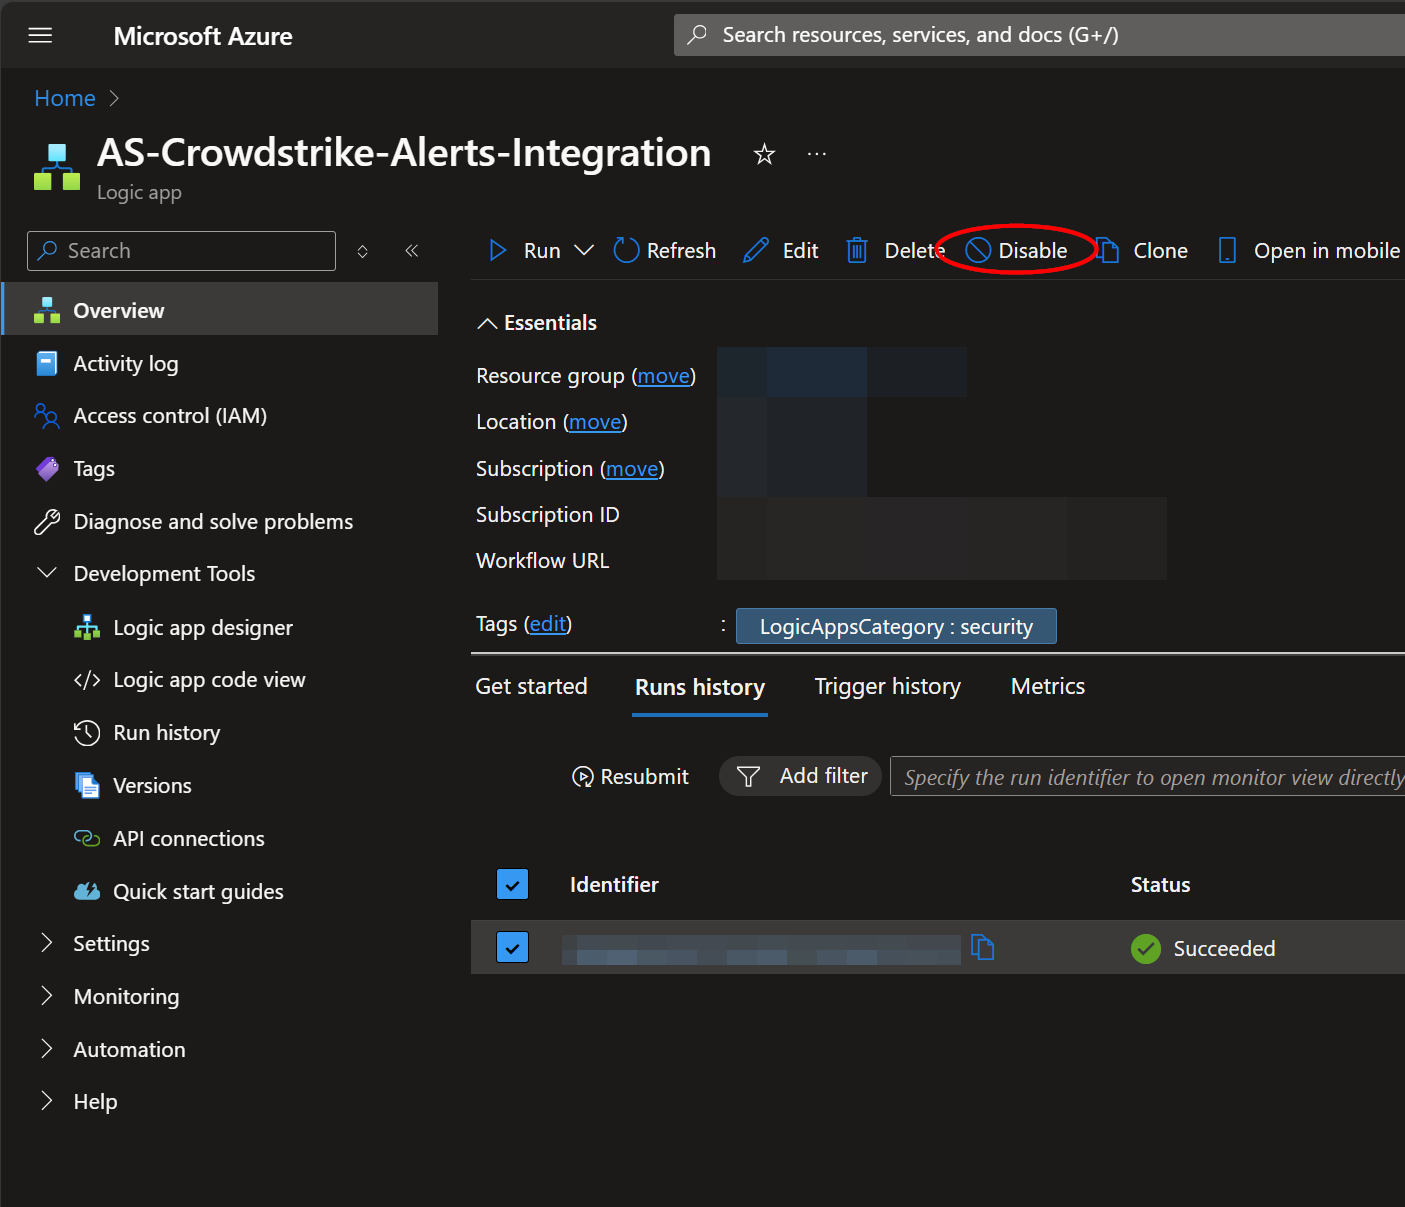 Microsoft Azure
Search resources, services, and docs (G+/)
Home
AS-Crowdstrike-Alerts-Integration
Logic app
Search
Run
Refresh
Edit
Delete
Disable
Clone
Open in mobile
Overview
Activity log
Access control (IAM)
Tags
Diagnose and solve problems
Development Tools
Logic app designer
Logic app code view
Run history
Versions
API connections
Quick start guides
Settings
Monitoring
Automation
Help
Essentials
Resource group (move)
Location (move)
Subscription (move)
Subscription ID
Workflow URL
Tags (edit) : LogicAppsCategory : security
Get started
Runs history
Trigger history
Metrics
Resubmit
Add filter
Specify the run identifier to open monitor view directly
Identifier
Status
Succeeded